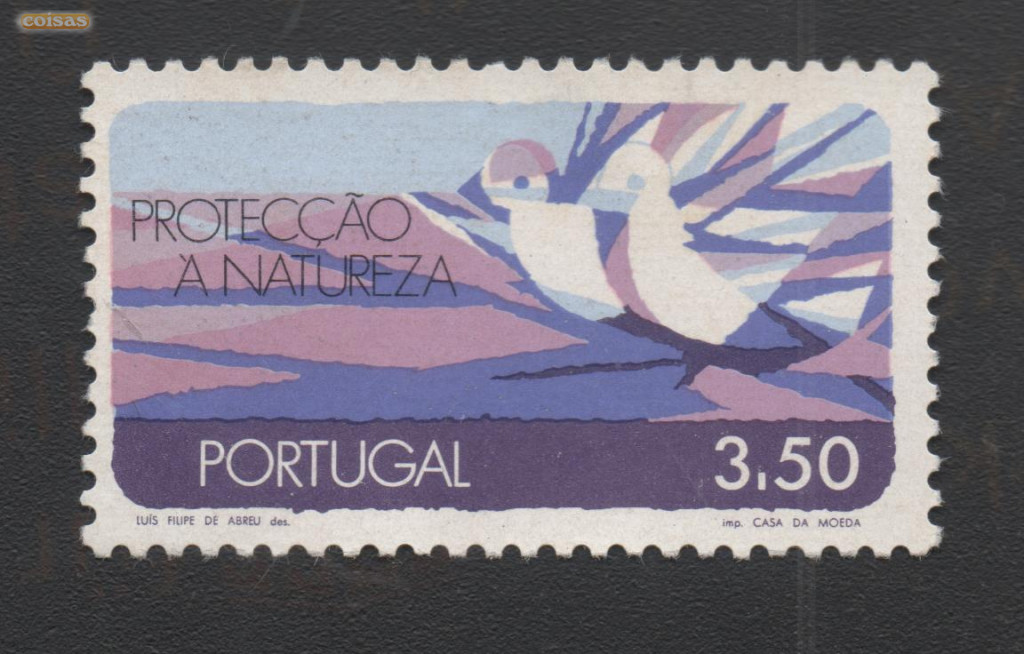 coisas
PROTECÇÃO
À NATUREZA
PORTUGAL 3.50
LUÍS FILIPE DE ABREU des. imp. CASA DA MOEDA